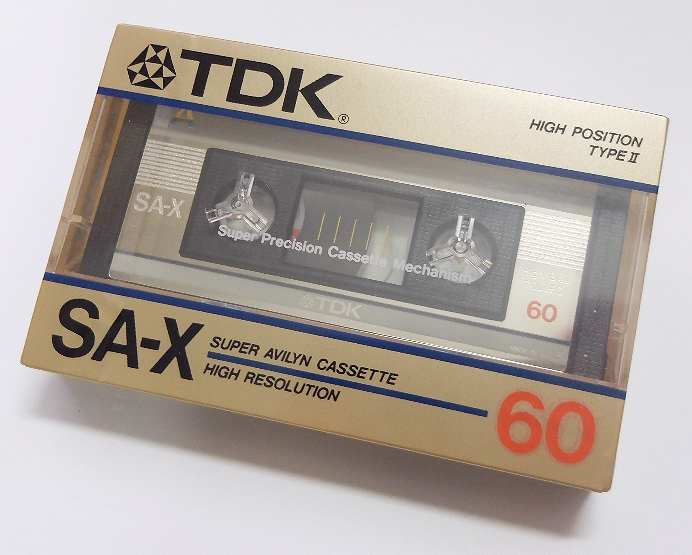 TDK®
HIGH POSITION
TYPE II
A
SA-X
Super Precision Cassette Mechanism
60
TDK
SA-X
SUPER AVILYN CASSETTE
HIGH RESOLUTION
60